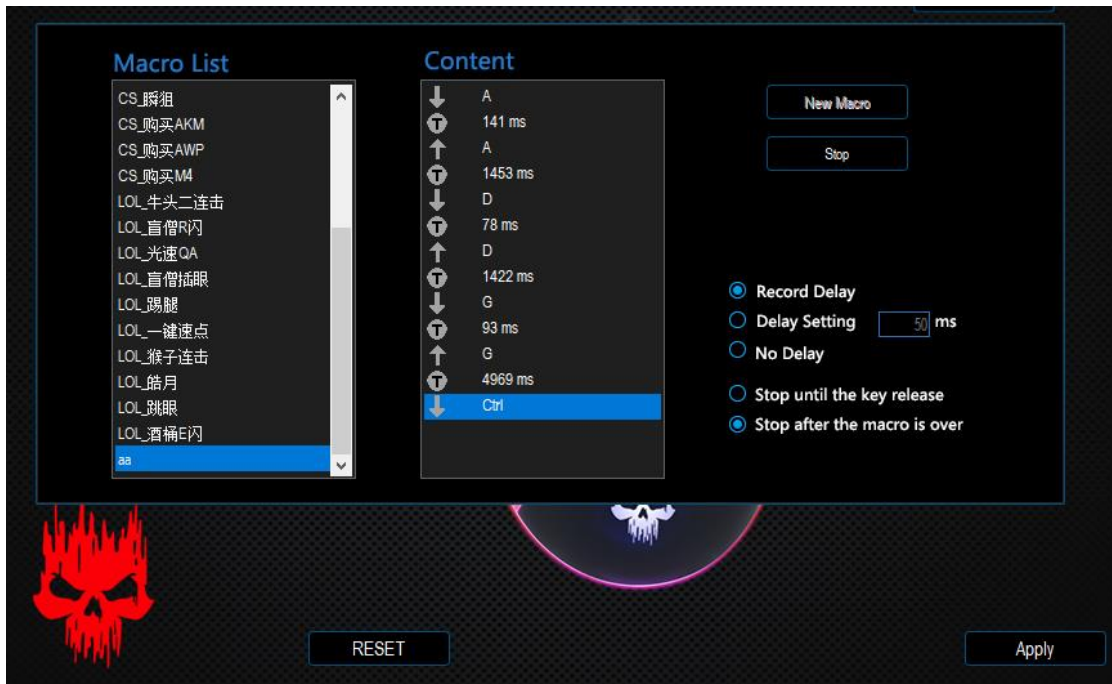 Macro List
CS_瞬狙
CS_购买AKM
CS_购买AWP
CS_购买M4
LOL_牛头二连击
LOL_盲僧R闪
LOL_光速QA
LOL_盲僧插眼
LOL_踢腿
LOL_一键速点
LOL_猴子连击
LOL_皓月
LOL_跳眼
LOL_酒桶E闪
aa
Content
A
T 141 ms
A
T 1453 ms
D
T 78 ms
D
T 1422 ms
G
T 93 ms
G
T 4969 ms
Ctrl
New Macro
Stop
Record Delay
Delay Setting 50 ms
No Delay
Stop until the key release
Stop after the macro is over
RESET
Apply